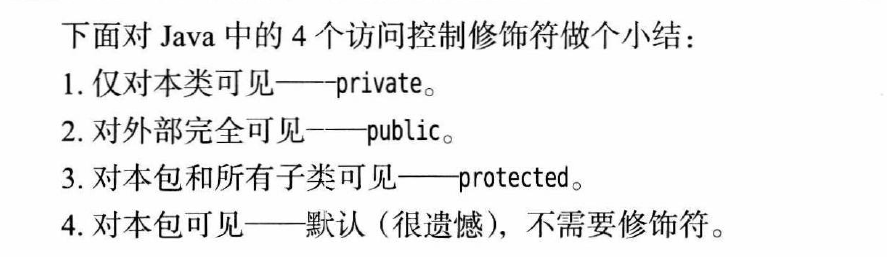 下面对 Java 中的 4 个访问控制修饰符做个小结：
1. 仅对本类可见——private。
2. 对外部完全可见——public。
3. 对本包和所有子类可见——protected。
4. 对本包可见——默认（很遗憾），不需要修饰符。